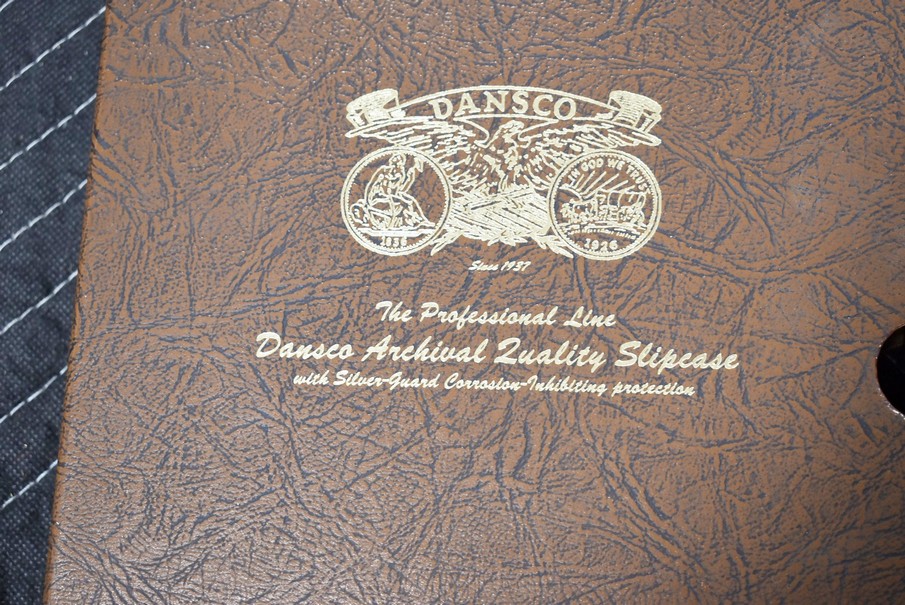 DANSCO
IN GOD WE TRUST
1836
1926
Since 1937
The Professional Line
Dansco Archival Quality Slipcase
with Silver-Guard Corrosion-Inhibiting protection